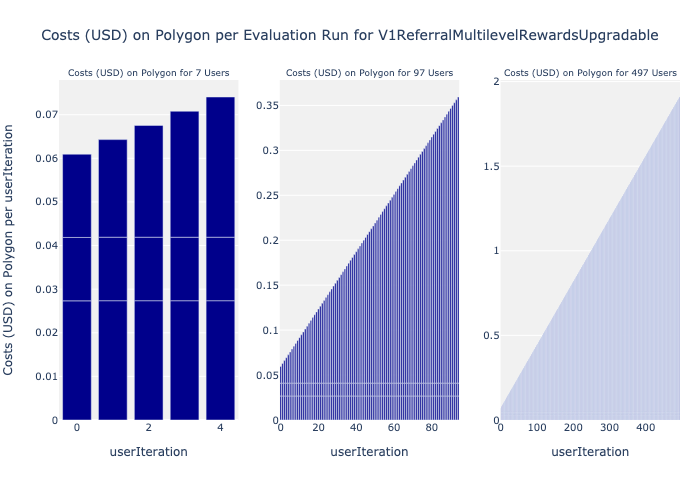 Costs (USD) on Polygon per Evaluation Run for V1ReferralMultilevelRewardsUpgradable
Costs (USD) on Polygon per userIteration
Costs (USD) on Polygon for 7 Users
0.07
0.06
0.05
0.04
0.03
0.02
0.01
0
0 2 4
userIteration
Costs (USD) on Polygon for 97 Users
0.35
0.3
0.25
0.2
0.15
0.1
0.05
0
0 20 40 60 80
userIteration
Costs (USD) on Polygon for 497 Users
2
1.5
1
0.5
0
0 100 200 300 400
userIteration